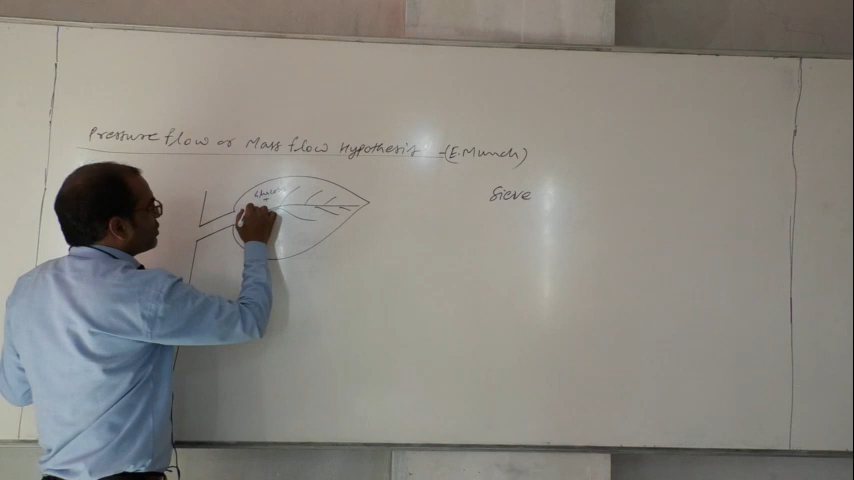 Pressure flow or Mass flow Hypothesis - (E. Munch)
Sieve